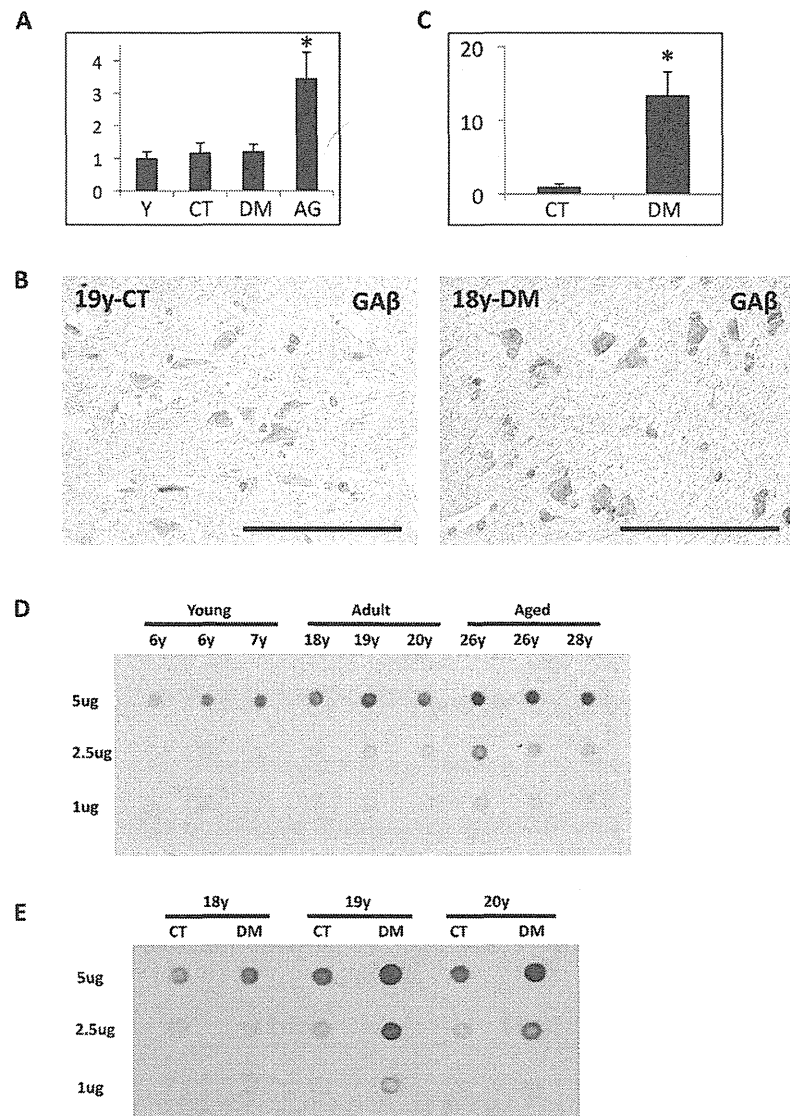 A
*
4
3
2
1
0
Y CT DM AG
C
20
*
10
0
CT DM
B
19y-CT GAβ
18y-DM GAβ
D
Young Adult Aged
6y 6y 7y 18y 19y 20y 26y 26y 28y
5ug
2.5ug
1ug
E
18y 19y 20y
CT DM CT DM CT DM
5ug
2.5ug
1ug